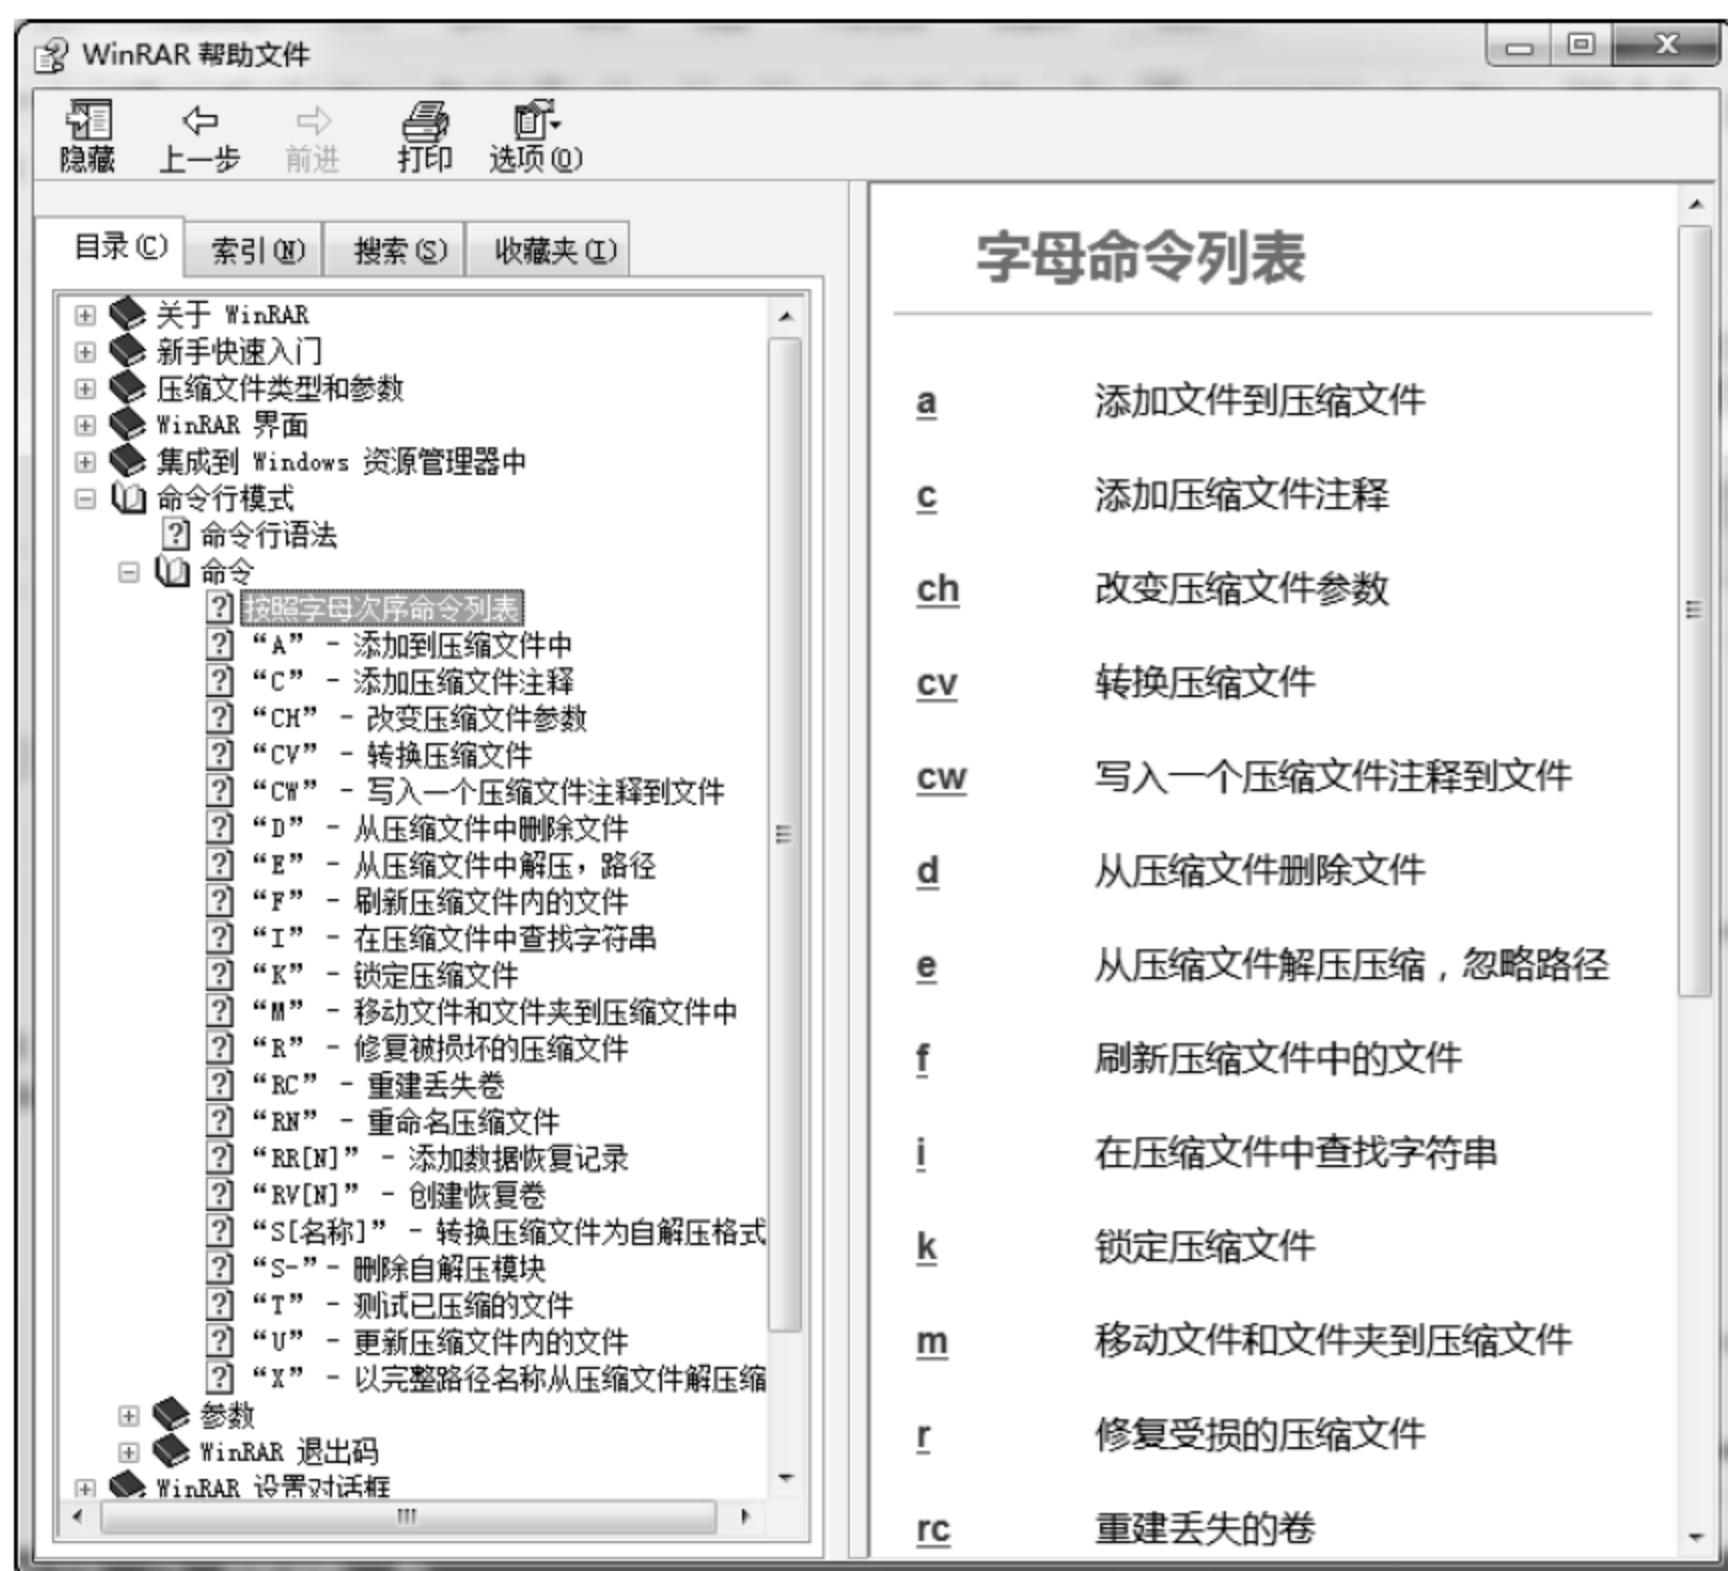 WinRAR 帮助文件
隐藏 上一步 前进 打印 选项(O)
目录(C) 索引(N) 搜索(S) 收藏夹(I)
关于 WinRAR
新手快速入门
压缩文件类型和参数
WinRAR 界面
集成到 Windows 资源管理器中
命令行模式
命令行语法
命令
按照字母次序命令列表
“A” - 添加到压缩文件中
“C” - 添加压缩文件注释
“CH” - 改变压缩文件参数
“CV” - 转换压缩文件
“CW” - 写入一个压缩文件注释到文件
“D” - 从压缩文件中删除文件
“E” - 从压缩文件中解压，路径
“F” - 刷新压缩文件内的文件
“I” - 在压缩文件中查找字符串
“K” - 锁定压缩文件
“M” - 移动文件和文件夹到压缩文件中
“R” - 修复被损坏的压缩文件
“RC” - 重建丢失卷
“RN” - 重命名压缩文件
“RR[N]” - 添加数据恢复记录
“RV[N]” - 创建恢复卷
“S[名称]” - 转换压缩文件为自解压格式
“S-” - 删除自解压模块
“T” - 测试已压缩的文件
“U” - 更新压缩文件内的文件
“X” - 以完整路径名称从压缩文件解压缩
参数
WinRAR 退出码
WinRAR 设置对话框
字母命令列表
a 添加文件到压缩文件
c 添加压缩文件注释
ch 改变压缩文件参数
cv 转换压缩文件
cw 写入一个压缩文件注释到文件
d 从压缩文件删除文件
e 从压缩文件解压压缩，忽略路径
f 刷新压缩文件中的文件
i 在压缩文件中查找字符串
k 锁定压缩文件
m 移动文件和文件夹到压缩文件
r 修复受损的压缩文件
rc 重建丢失的卷